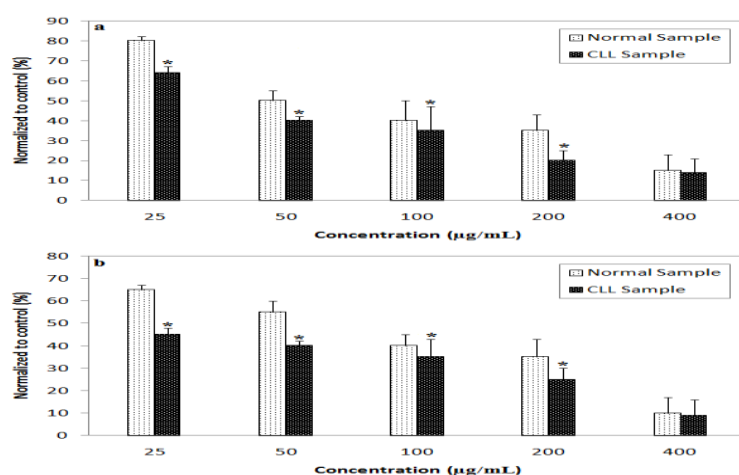 a
90
80
70
60
50
40
30
20
10
0
Normalized to control (%)
Normal Sample
CLL Sample
*
*
*
*
25 50 100 200 400
Concentration (µg/mL)
b
80
70
60
50
40
30
20
10
0
Normalized to control (%)
Normal Sample
CLL Sample
*
*
*
*
25 50 100 200 400
Concentration (µg/mL)